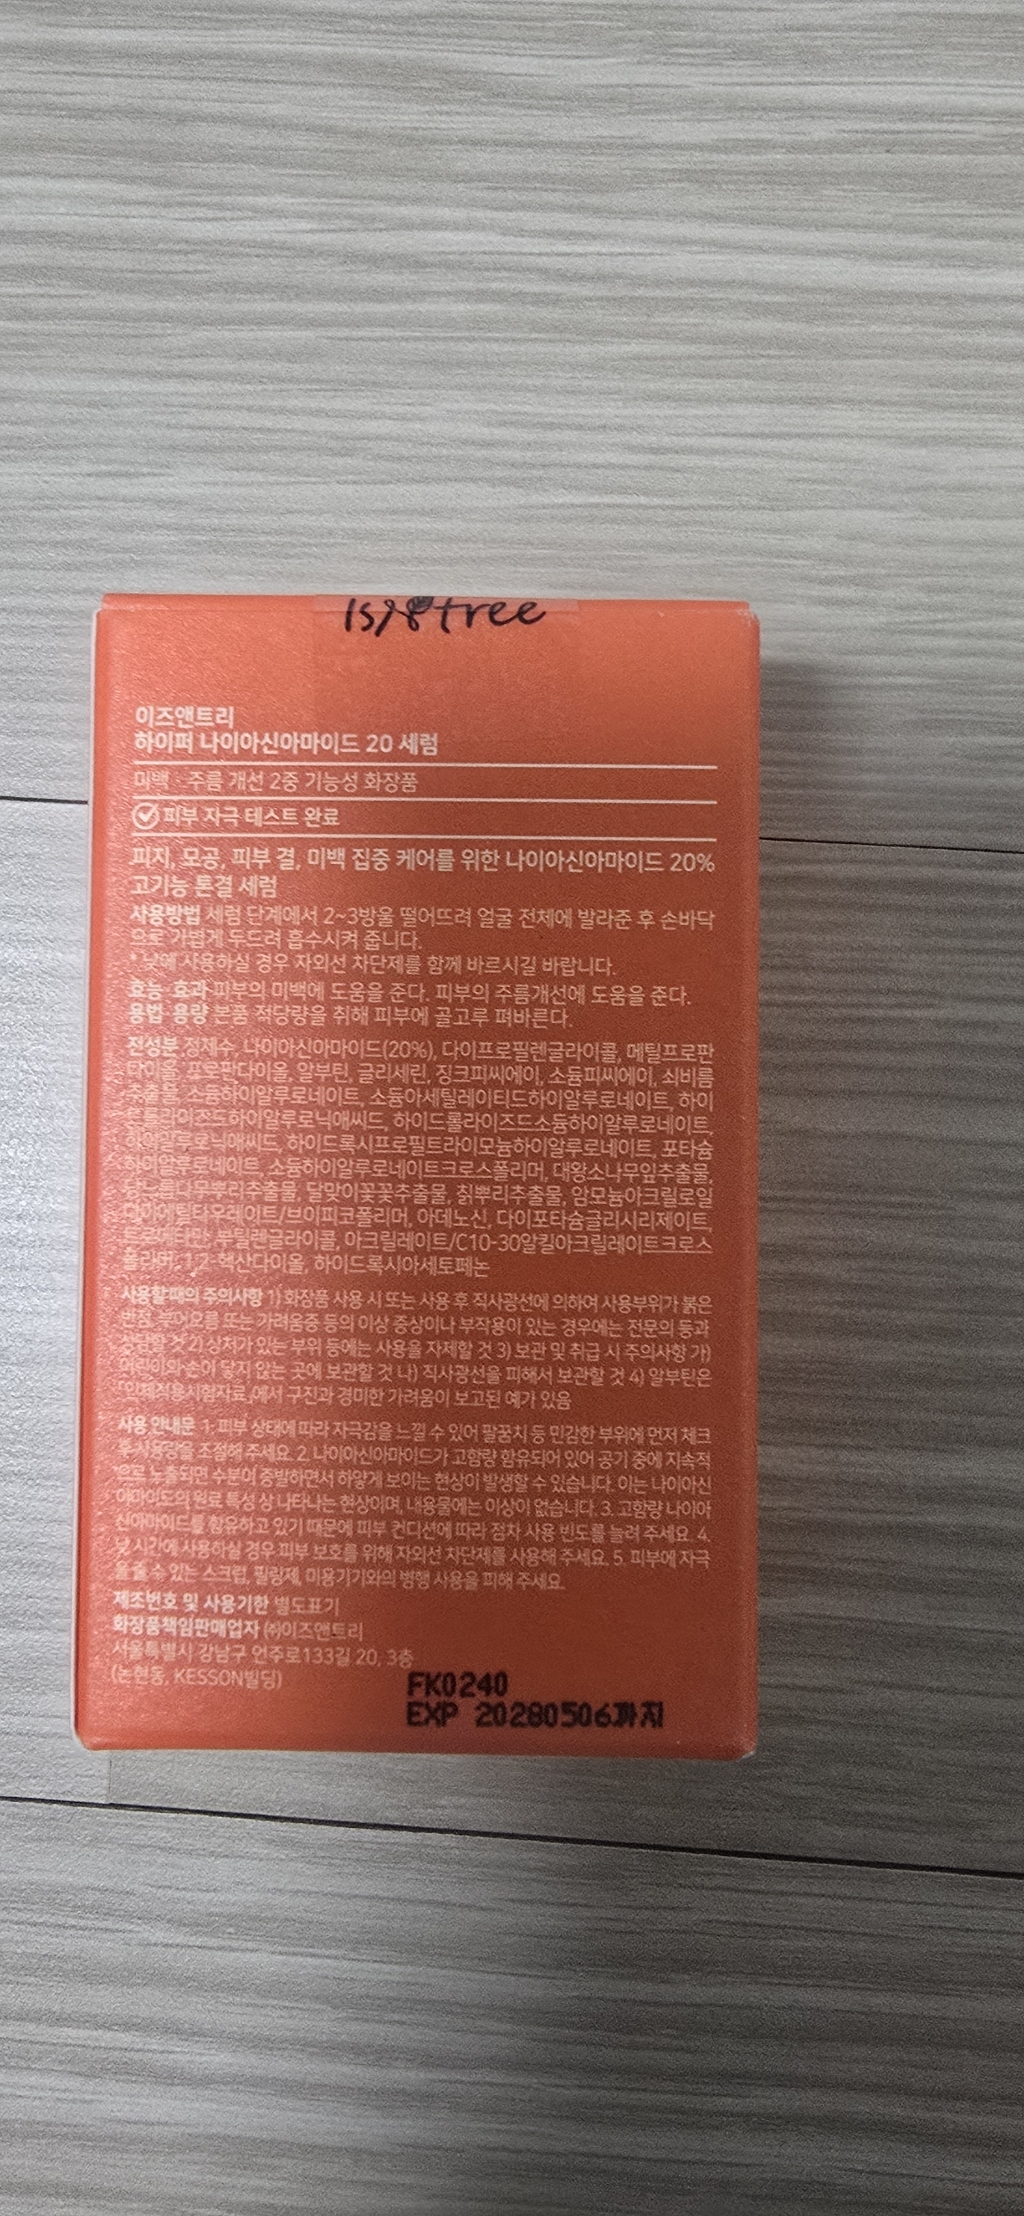 이즈앤트리
하이퍼 나이아신아마이드 20 세럼
미백 · 주름 개선 2중 기능성 화장품
피부 자극 테스트 완료
피지, 모공, 피부 결, 미백 집중 케어를 위한 나이아신아마이드 20%
고기능 톤결 세럼
사용방법 세럼 단계에서 2~3방울 떨어뜨려 얼굴 전체에 발라준 후 손바닥
으로 가볍게 두드려 흡수시켜 줍니다.
* 낮에 사용하실 경우 자외선 차단제를 함께 바르시길 바랍니다.
효능·효과 피부의 미백에 도움을 준다. 피부의 주름개선에 도움을 준다.
용법·용량 본품 적당량을 취해 피부에 골고루 펴바른다.
전성분 정제수, 나이아신아마이드(20%), 다이프로필렌글라이콜, 메틸프로판
다이올, 프로판다이올, 알부틴, 글리세린, 징크피씨에이, 소듐피씨에이, 쇠비름
추출물, 소듐하이알루로네이트, 소듐아세틸레이티드하이알루로네이트, 하이
드롤라이즈드하이알루로닉애씨드, 하이드롤라이즈드소듐하이알루로네이트,
하이알루로닉애씨드, 하이드록시프로필트라이모늄하이알루로네이트, 포타슘
하이알루로네이트, 소듐하이알루로네이트크로스폴리머, 대왕소나무잎추출물,
당느릅나무뿌리추출물, 달맞이꽃꽃추출물, 칡뿌리추출물, 암모늄아크릴로일
다이메틸타우레이트/브이피코폴리머, 아데노신, 다이포타슘글리시리제이트,
트로메타민, 부틸렌글라이콜, 아크릴레이트/C10-30알킬아크릴레이트크로스
폴리머, 1,2-헥산다이올, 하이드록시아세토페논
사용할 때의 주의사항 1) 화장품 사용 시 또는 사용 후 직사광선에 의하여 사용부위가 붉은
반점, 부어오름 또는 가려움증 등의 이상 증상이나 부작용이 있는 경우에는 전문의 등과
상담할 것 2) 상처가 있는 부위 등에는 사용을 자제할 것 3) 보관 및 취급 시 주의사항 가)
어린이의 손이 닿지 않는 곳에 보관할 것 나) 직사광선을 피해서 보관할 것 4) 알부틴은
「인체적용시험자료」에서 구진과 경미한 가려움이 보고된 예가 있음
사용 안내문 1. 피부 상태에 따라 자극감을 느낄 수 있어 팔꿈치 등 민감한 부위에 먼저 체크
후 사용량을 조절해 주세요. 2. 나이아신아마이드가 고함량 함유되어 있어 공기 중에 지속적
으로 노출되면 수분이 증발하면서 하얗게 보이는 현상이 발생할 수 있습니다. 이는 나이아신
아마이드의 원료 특성 상 나타나는 현상이며, 내용물에는 이상이 없습니다. 3. 고함량 나이아
신아마이드를 함유하고 있기 때문에 피부 컨디션에 따라 점차 사용 빈도를 늘려 주세요. 4.
낮 시간에 사용하실 경우 피부 보호를 위해 자외선 차단제를 사용해 주세요. 5. 피부에 자극
을 줄 수 있는 스크럽, 필링제, 미용기기와의 병행 사용을 피해 주세요.
제조번호 및 사용기한 별도표기
화장품책임판매업자 ㈜이즈앤트리
서울특별시 강남구 언주로133길 20, 3층
(논현동, KESSON빌딩)
FK0240
EXP 20280506까지